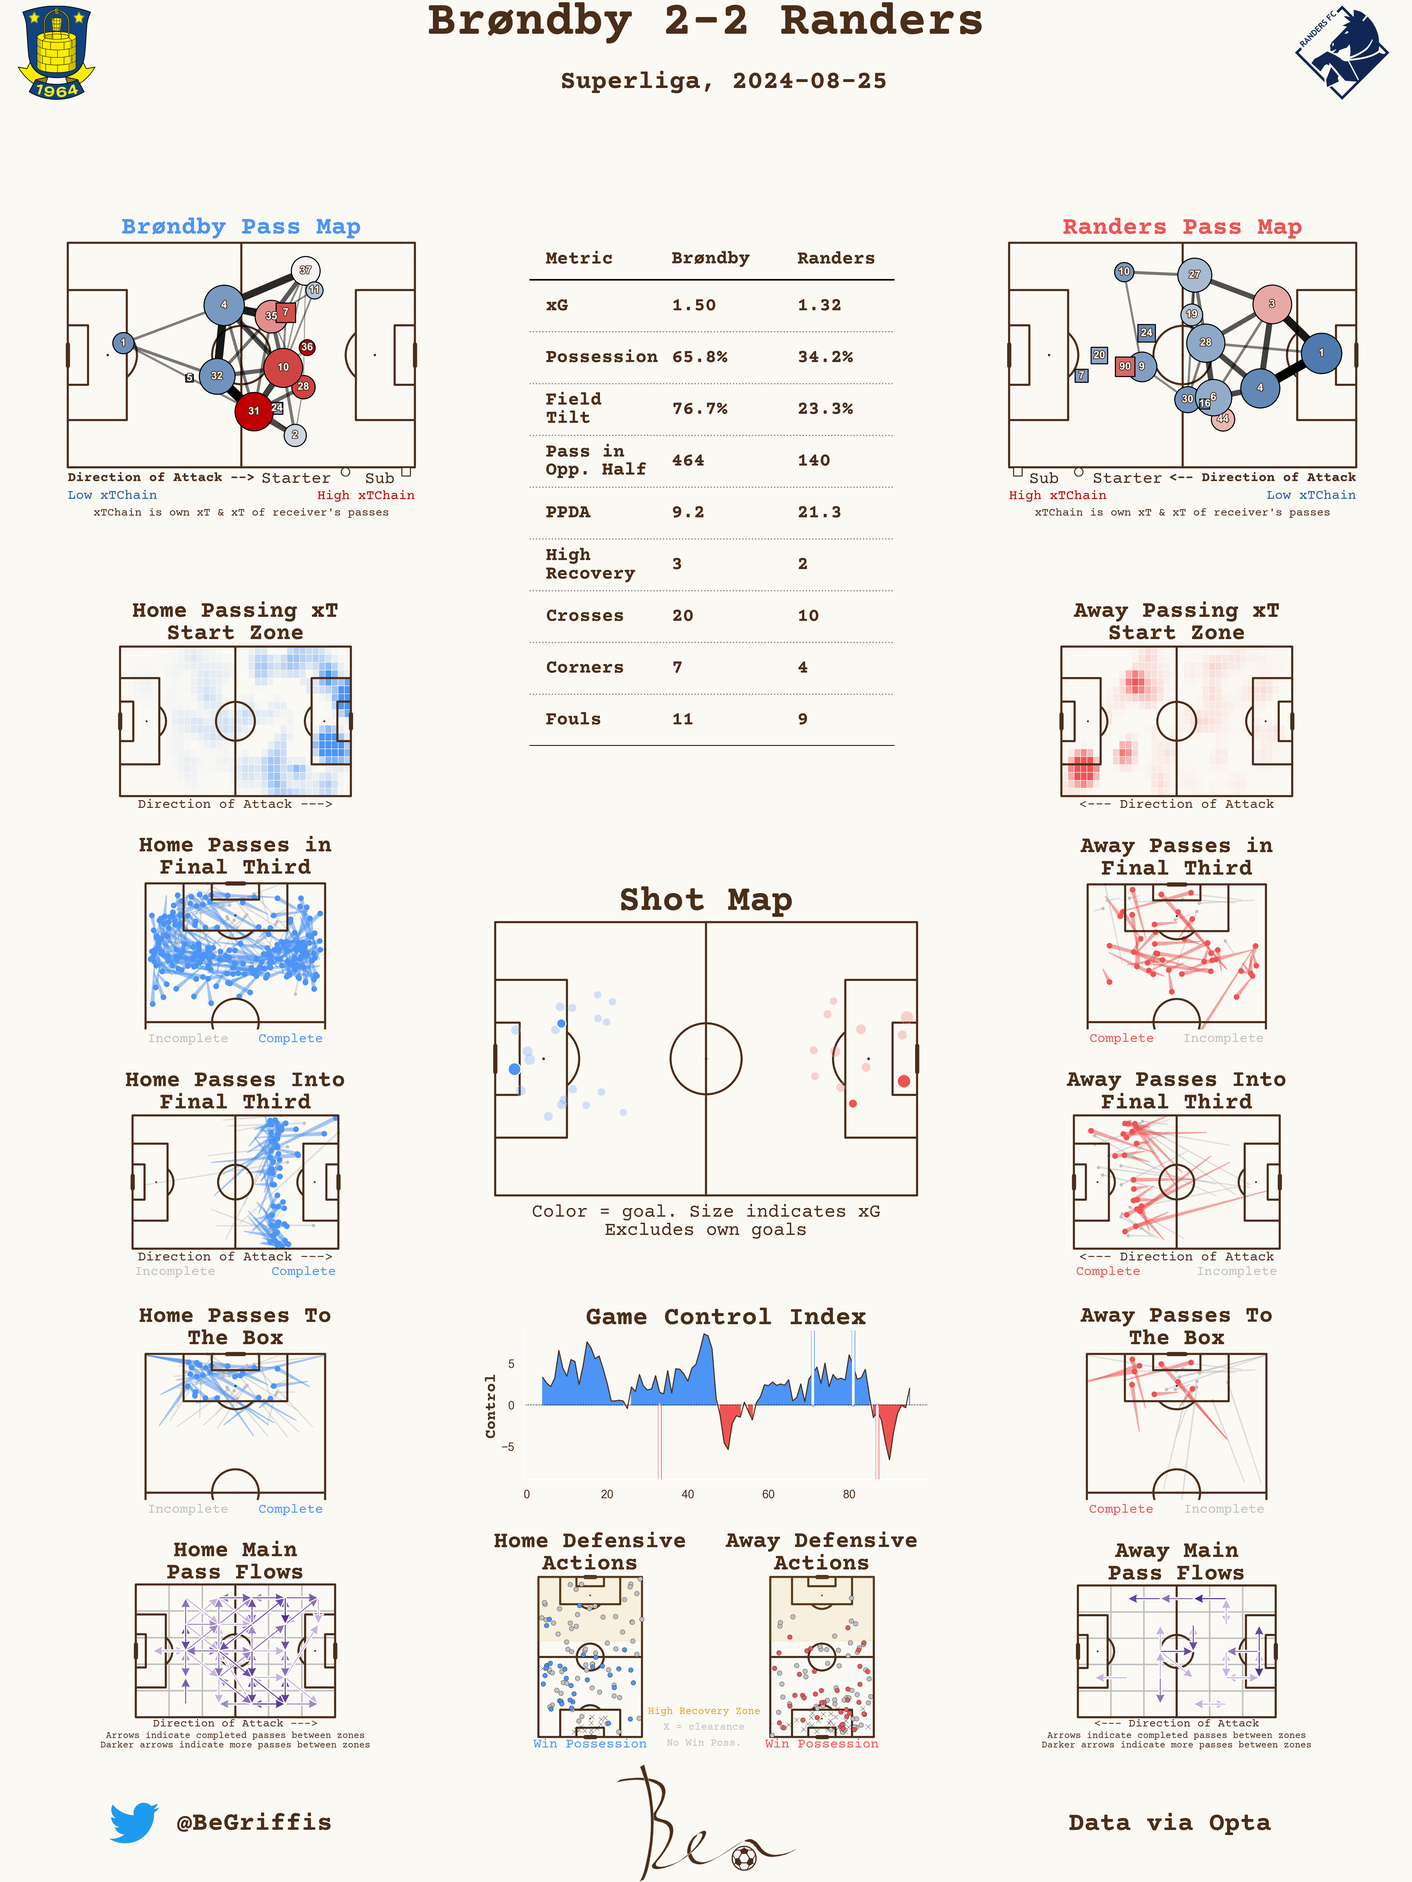 Brøndby 2-2 Randers
Superliga, 2024-08-25
1964
RANDERS FC
Brøndby Pass Map
37
11
4
35
7
1
36
10
5
32
28
31
24
2
Direction of Attack --> Starter Sub
Low xTChain High xTChain
xTChain is own xT & xT of receiver's passes
Metric Brøndby Randers
xG 1.50 1.32
Possession 65.8% 34.2%
Field
Tilt 76.7% 23.3%
Pass in
Opp. Half 464 140
PPDA 9.2 21.3
High
Recovery 3 2
Crosses 20 10
Corners 7 4
Fouls 11 9
Randers Pass Map
10
27
3
19
24
28
1
20
90
9
7
4
30
16
6
44
Sub Starter <-- Direction of Attack
High xTChain Low xTChain
xTChain is own xT & xT of receiver's passes
Home Passing xT
Start Zone
Direction of Attack --->
Away Passing xT
Start Zone
<--- Direction of Attack
Home Passes in
Final Third
Incomplete Complete
Away Passes in
Final Third
Complete Incomplete
Shot Map
Color = goal. Size indicates xG
Excludes own goals
Home Passes Into
Final Third
Direction of Attack --->
Incomplete Complete
Away Passes Into
Final Third
<--- Direction of Attack
Complete Incomplete
Home Passes To
The Box
Incomplete Complete
Game Control Index
Control
5
0
−5
0 20 40 60 80
Away Passes To
The Box
Complete Incomplete
Home Main
Pass Flows
Direction of Attack --->
Arrows indicate completed passes between zones
Darker arrows indicate more passes between zones
Home Defensive
Actions
Win Possession
High Recovery Zone
X = clearance
No Win Poss.
Away Defensive
Actions
Win Possession
Away Main
Pass Flows
<--- Direction of Attack
Arrows indicate completed passes between zones
Darker arrows indicate more passes between zones
@BeGriffis
Ben
Data via Opta